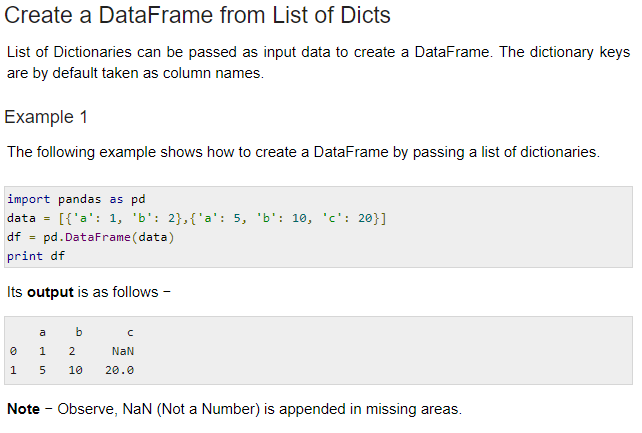 Create a DataFrame from List of Dicts
List of Dictionaries can be passed as input data to create a DataFrame. The dictionary keys
are by default taken as column names.
Example 1
The following example shows how to create a DataFrame by passing a list of dictionaries.
import pandas as pd
data = [{'a': 1, 'b': 2},{'a': 5, 'b': 10, 'c': 20}]
df = pd.DataFrame(data)
print df
Its output is as follows −
a b c
0 1 2 NaN
1 5 10 20.0
Note − Observe, NaN (Not a Number) is appended in missing areas.